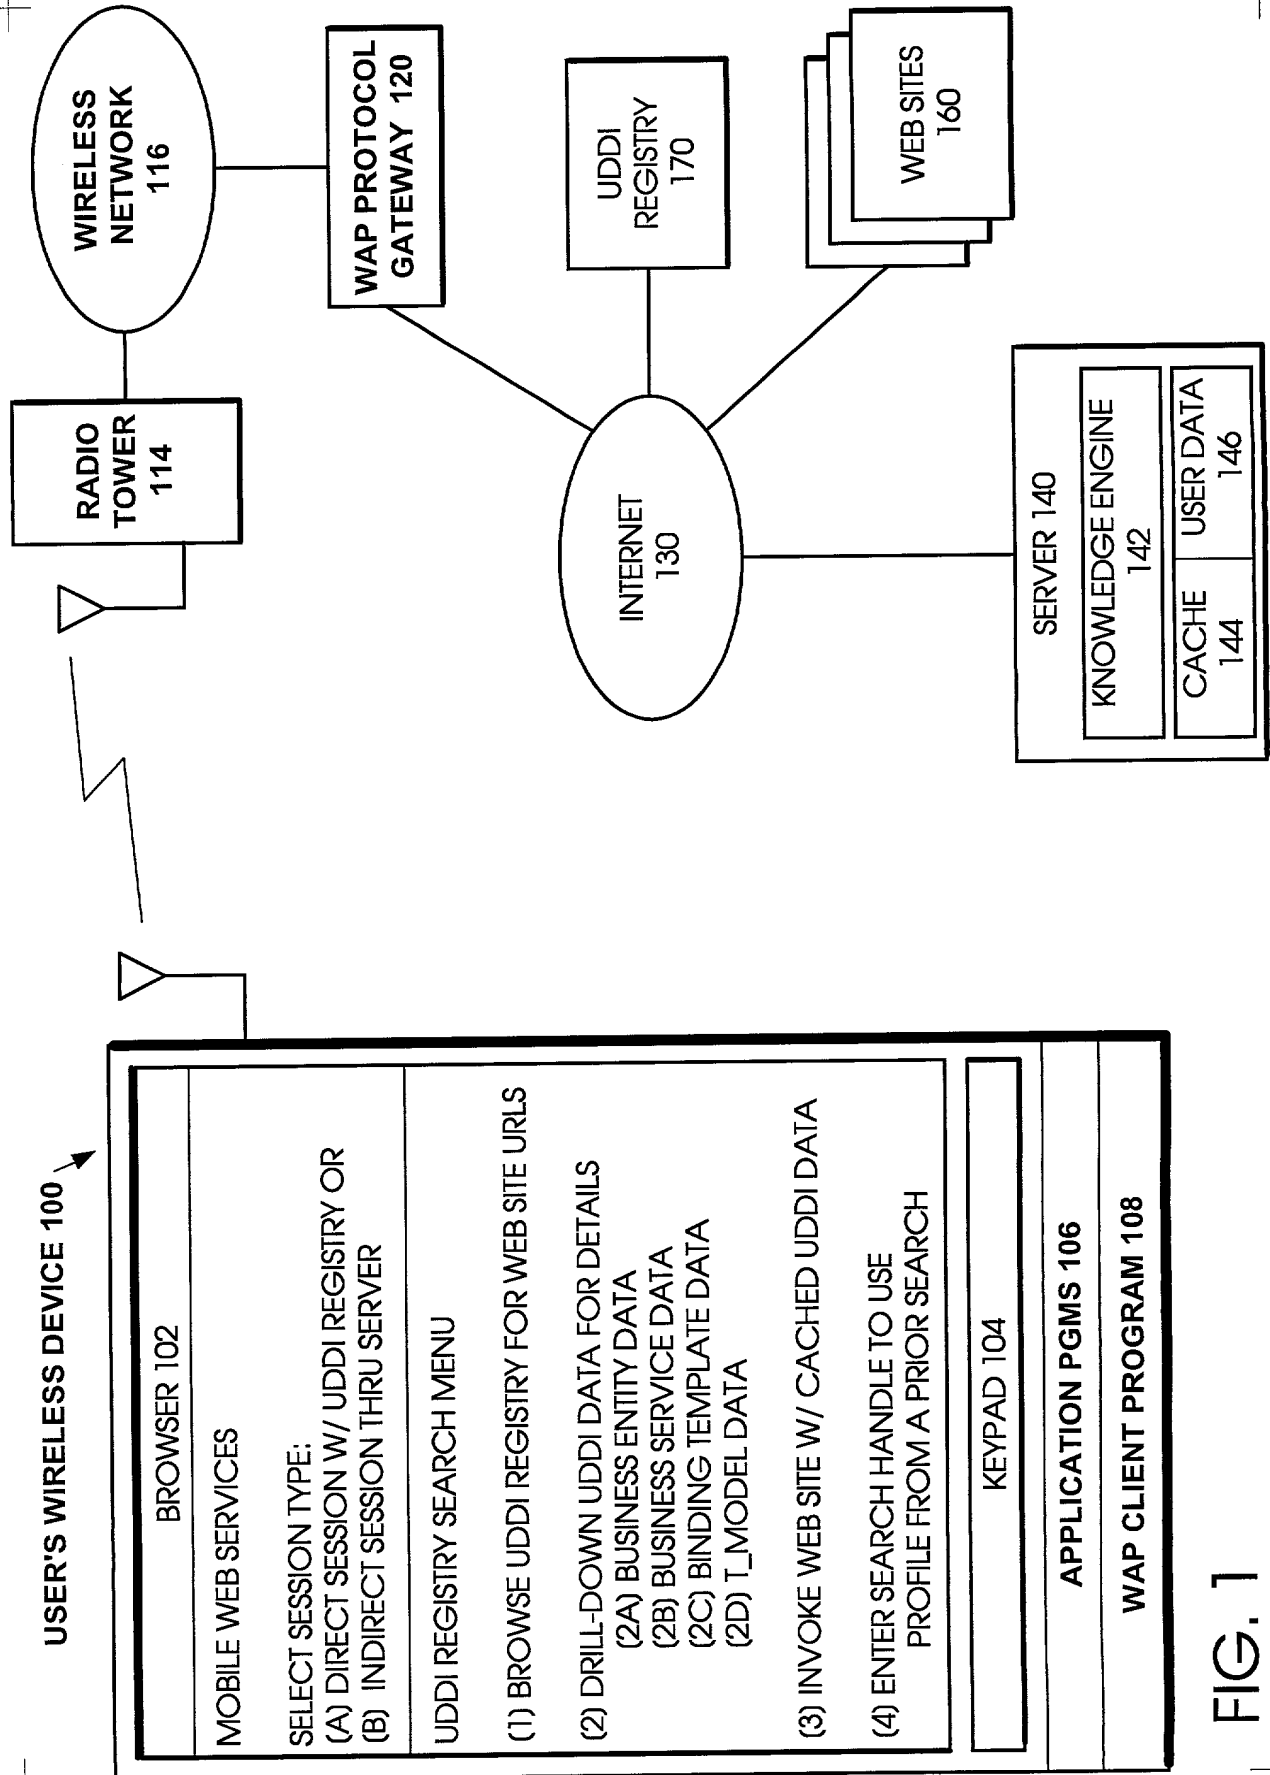 USER'S WIRELESS DEVICE 100
BROWSER 102
MOBILE WEB SERVICES
SELECT SESSION TYPE:
(A) DIRECT SESSION W/ UDDI REGISTRY OR
(B) INDIRECT SESSION THRU SERVER
UDDI REGISTRY SEARCH MENU
(1) BROWSE UDDI REGISTRY FOR WEB SITE URLS
(2) DRILL-DOWN UDDI DATA FOR DETAILS
(2A) BUSINESS ENTITY DATA
(2B) BUSINESS SERVICE DATA
(2C) BINDING TEMPLATE DATA
(2D) T_MODEL DATA
(3) INVOKE WEB SITE W/ CACHED UDDI DATA
(4) ENTER SEARCH HANDLE TO USE
PROFILE FROM A PRIOR SEARCH
KEYPAD 104
APPLICATION PGMS 106
WAP CLIENT PROGRAM 108
RADIO
TOWER
114
WIRELESS
NETWORK
116
WAP PROTOCOL
GATEWAY 120
INTERNET
130
UDDI
REGISTRY
170
WEB SITES
160
SERVER 140
KNOWLEDGE ENGINE
142
CACHE
144
USER DATA
146
FIG. 1